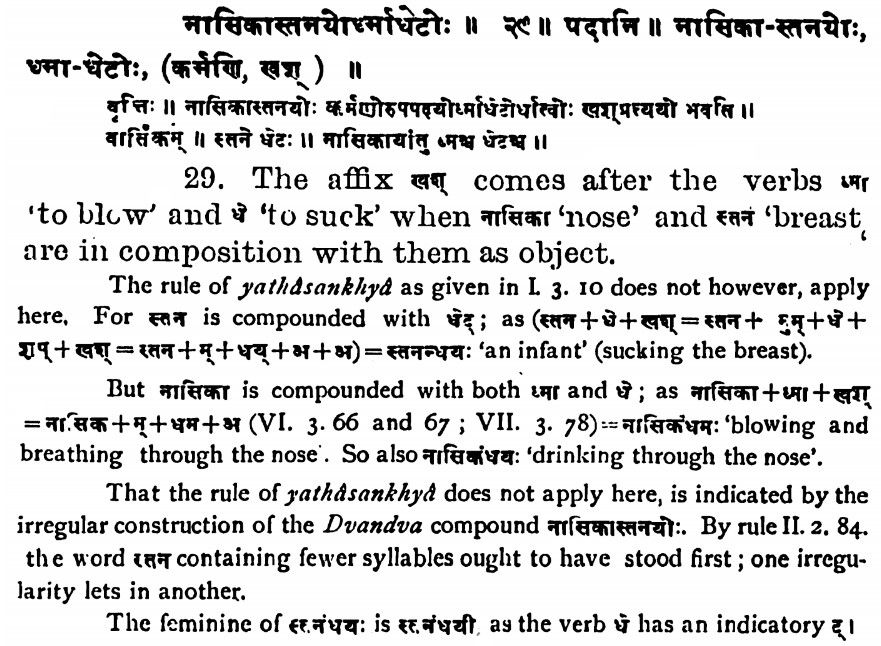 नासिकास्तनयोर्ध्माधेटोः ॥ २९ ॥ पदानि ॥ नासिका-स्तनयोः,
ध्मा-धेटोः, (कर्मणि, खश् ) ॥
वृत्तिः ॥ नासिकास्तनयोः कर्मणोरुपपदयोर्ध्माधेटोर्धात्वोः खश्प्रत्ययो भवति ॥
वार्त्तिकम् ॥ स्तने धेटः ॥ नासिकायांतु ध्मश्च धेटश्च ॥
29. The affix खश् comes after the verbs ध्मा
'to blow' and धे 'to suck' when नासिका 'nose' and स्तन 'breast,
are in composition with them as object.
The rule of yathâsankhyâ as given in I. 3. 10 does not however, apply
here. For स्तन is compounded with धेट्; as (स्तन+धे+खश्=स्तन+ मुम्+धे+
शप्+खश्=स्तन+म्+धय्+अ+अ)=स्तनन्धयः 'an infant' (sucking the breast).
But नासिका is compounded with both ध्मा and धे; as नासिका+ध्मा+खश्
=नासिक+म्+धम+अ (VI. 3. 66 and 67; VII. 3. 78)=नासिकंधमः 'blowing and
breathing through the nose'. So also नासिकंधयः 'drinking through the nose'.
That the rule of yathâsankhyâ does not apply here, is indicated by the
irregular construction of the Dvandva compound नासिकास्तनयोः. By rule II. 2. 84.
the word स्तन containing fewer syllables ought to have stood first; one irregu-
larity lets in another.
The feminine of स्तनंधयः is स्तनंधयी as the verb धे has an indicatory ट्।